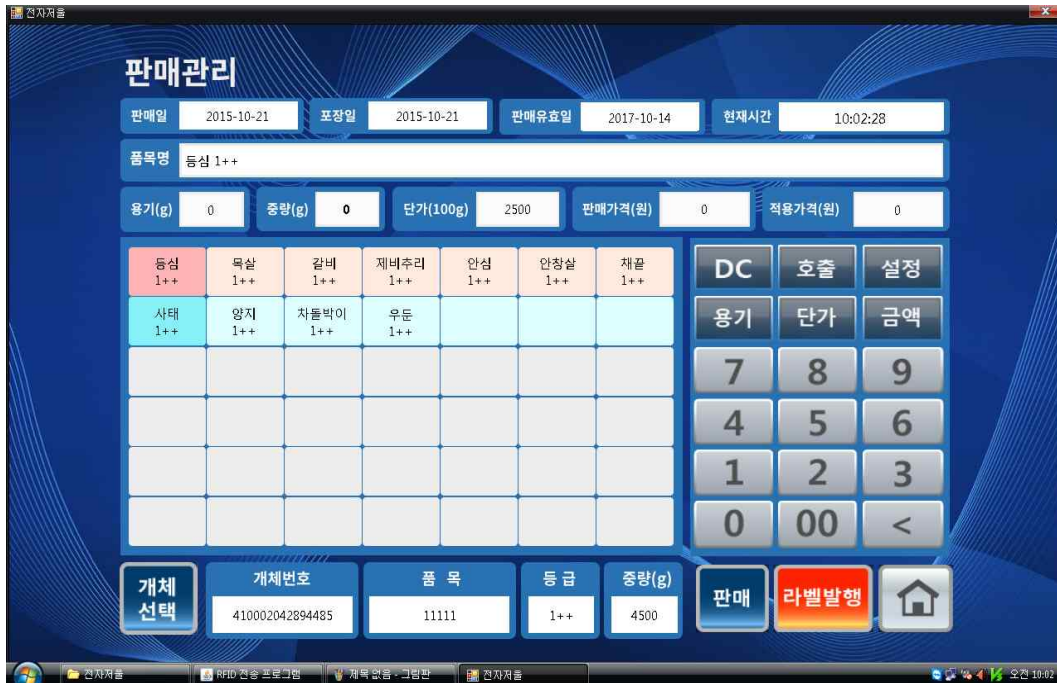 전자저울
판매관리
판매일 2015-10-21 포장일 2015-10-21 판매유효일 2017-10-14 현재시간 10:02:28
품목명 등심 1++
용기(g) 0 중량(g) 0 단가(100g) 2500 판매가격(원) 0 적용가격(원) 0
등심 목살 갈비 제비추리 안심 안창살 채끝
1++ 1++ 1++ 1++ 1++ 1++ 1++
사태 양지 차돌박이 우둔
1++ 1++ 1++ 1++
DC 호출 설정
용기 단가 금액
7 8 9
4 5 6
1 2 3
0 00 <
개체 선택
개체번호 품 목 등 급 중량(g)
410002042894485 11111 1++ 4500
판매 라벨발행
전자저울 RFID 전송 프로그램 제목 없음 - 그림판 전자저울 오전 10:02